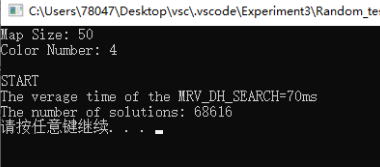 C:\Users\78047\Desktop\vsc\.vscode\Experiment3\Random_tes
Map Size: 50
Color Number: 4
START
The verage time of the MRV_DH_SEARCH=70ms
The number of solutions: 68616
请按任意键继续. . .